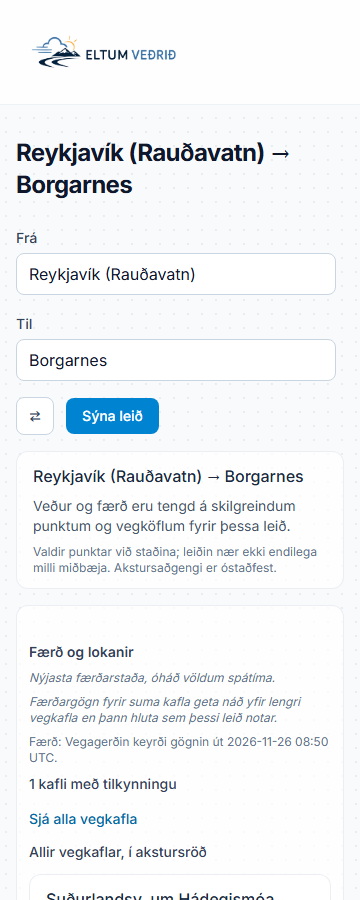 ELTUM VEÐRIÐ
Reykjavík (Rauðavatn) →
Borgarnes
Frá
Reykjavík (Rauðavatn)
Til
Borgarnes
⇄ Sýna leið
Reykjavík (Rauðavatn) → Borgarnes
Veður og færð eru tengd á skilgreindum
punktum og vegköflum fyrir þessa leið.
Valdir punktar við staðina; leiðin nær ekki endilega
milli miðbæja. Akstursaðgengi er óstaðfest.
Færð og lokanir
Nýjasta færðarstaða, óháð völdum spátíma.
Færðargögn fyrir suma kafla geta náð yfir lengri
vegkafla en þann hluta sem þessi leið notar.
Færð: Vegagerðin keyrði gögnin út 2026-11-26 08:50
UTC.
1 kafli með tilkynningu
Sjá alla vegkafla
Allir vegkaflar, í akstursröð
Suðurlandsv. um Hádegismóa